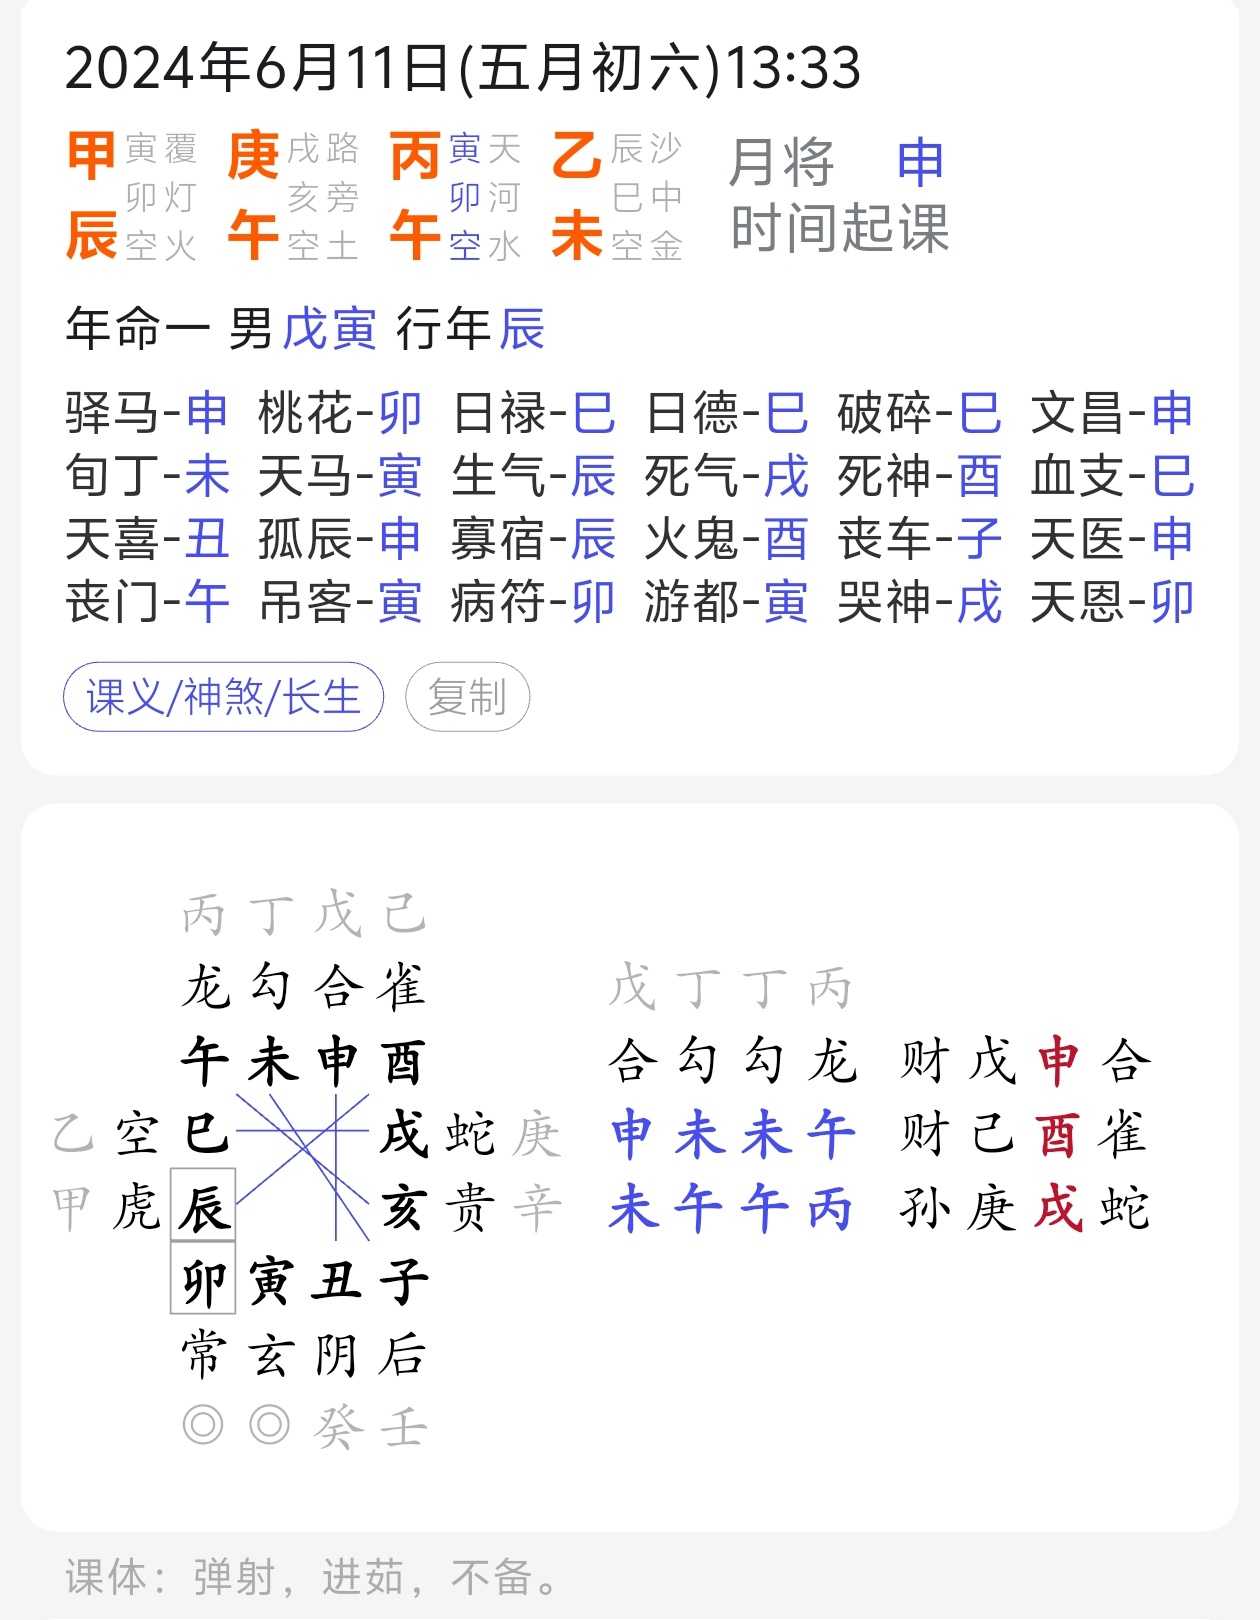 2024年6月11日(五月初六)13:33
甲 寅覆 庚 戌路 丙 寅天 乙 辰沙 月将 申
卯灯 亥旁 卯河 巳中
辰 空火 午 空土 午 空水 未 空金 时间起课
年命一 男戊寅 行年辰
驿马-申 桃花-卯 日禄-巳 日德-巳 破碎-巳 文昌-申
旬丁-未 天马-寅 生气-辰 死气-戌 死神-酉 血支-巳
天喜-丑 孤辰-申 寡宿-辰 火鬼-酉 丧车-子 天医-申
丧门-午 吊客-寅 病符-卯 游都-寅 哭神-戌 天恩-卯
课义/神煞/长生 复制
丙 丁 戊 己
龙 勾 合 雀 戊 丁 丁 丙
午 未 申 酉 合 勾 勾 龙 财 戊 申 合
乙 空 巳 戌 蛇 庚 申 未 未 午 财 己 酉 雀
甲 虎 辰 亥 贵 辛 未 午 午 丙 孙 庚 戌 蛇
卯 寅 丑 子
常 玄 阴 后
◎ ◎ 癸 壬
课体：弹射，进茹，不备。